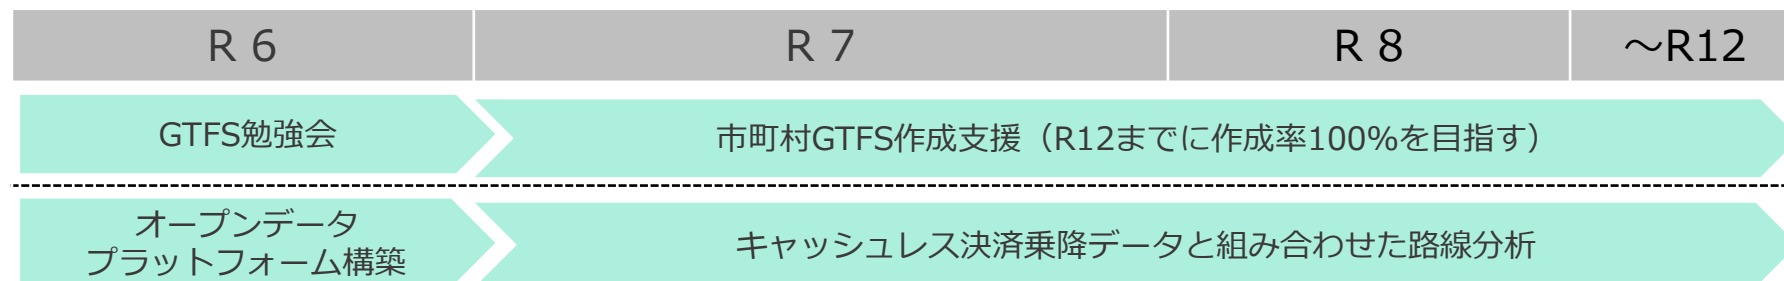 R 6
R 7
R 8
～R12
GTFS勉強会
市町村GTFS作成支援（R12までに作成率100%を目指す）
オープンデータ
プラットフォーム構築
キャッシュレス決済乗降データと組み合わせた路線分析